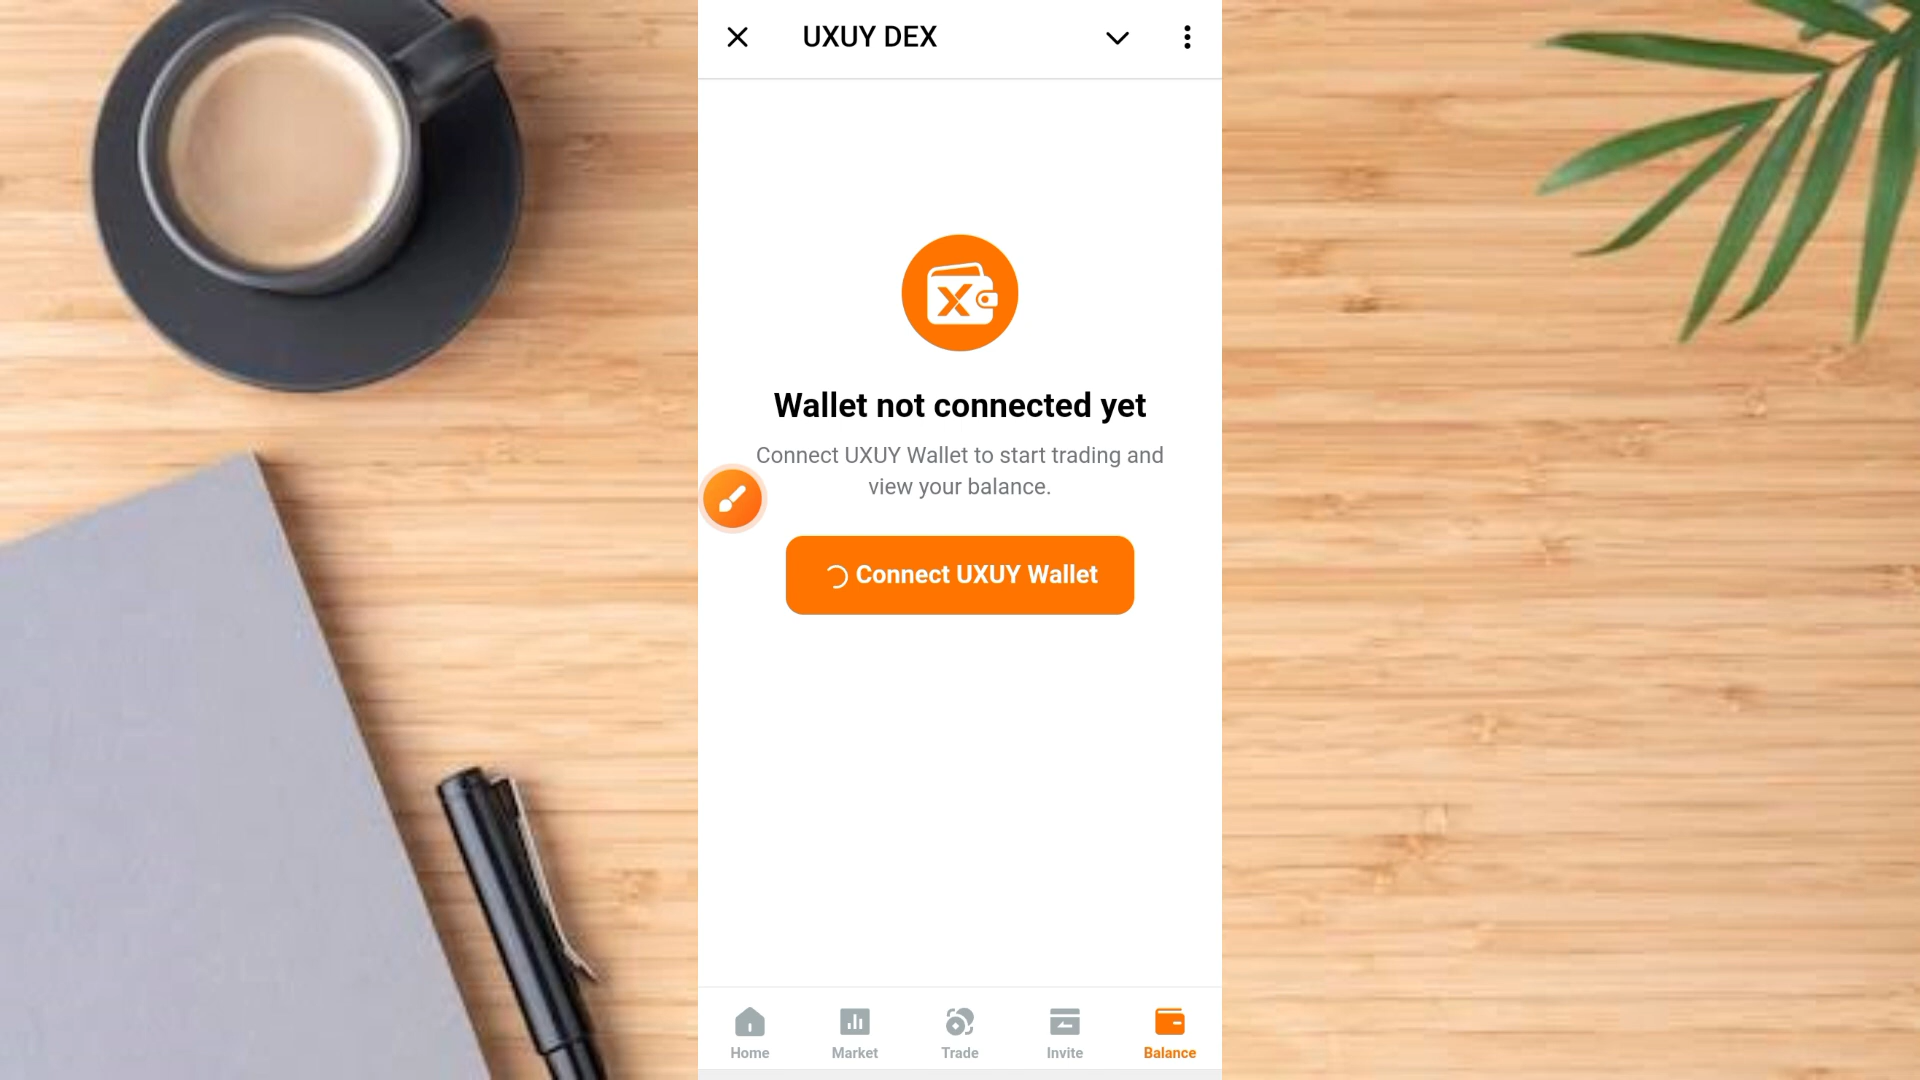 UXUY DEX
Wallet not connected yet
Connect UXUY Wallet to start trading and
view your balance.
Connect UXUY Wallet
Home
Market
Trade
Invite
Balance